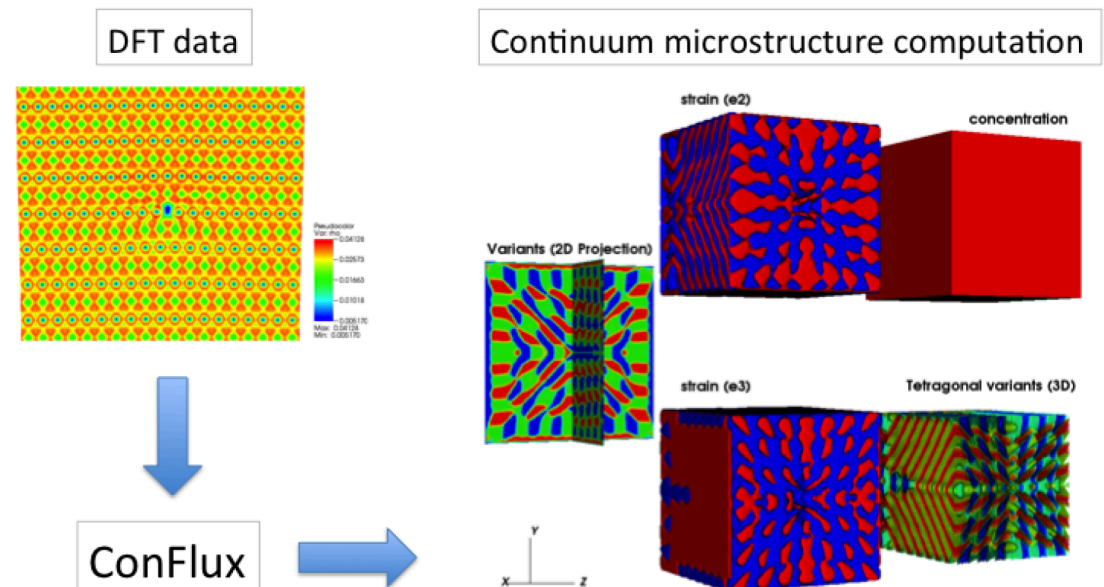 DFT data
Continuum microstructure computation
strain (e2)
concentration
Pseudocolor
Var: rho
0.04128
0.02573
0.01663
0.01018
0.005170
Max: 0.04128
Min: 0.005170
Variants (2D Projection)
strain (e3)
Tetragonal variants (3D)
ConFlux
Y
X
Z